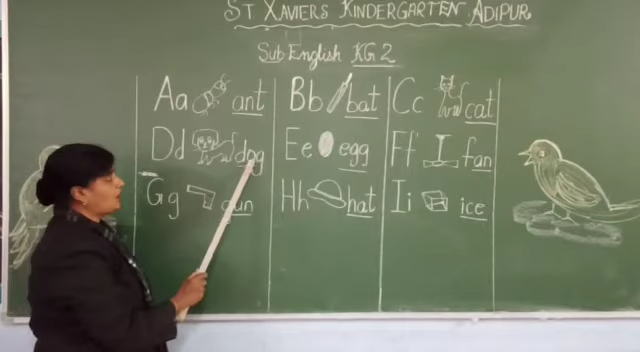 ST XAVIERS KINDERGARTEN ADIPUR
Sub English KG 2
Aa ant Bb bat Cc cat
Dd dog Ee egg Ff fan
Gg gun Hh hat Ii ice